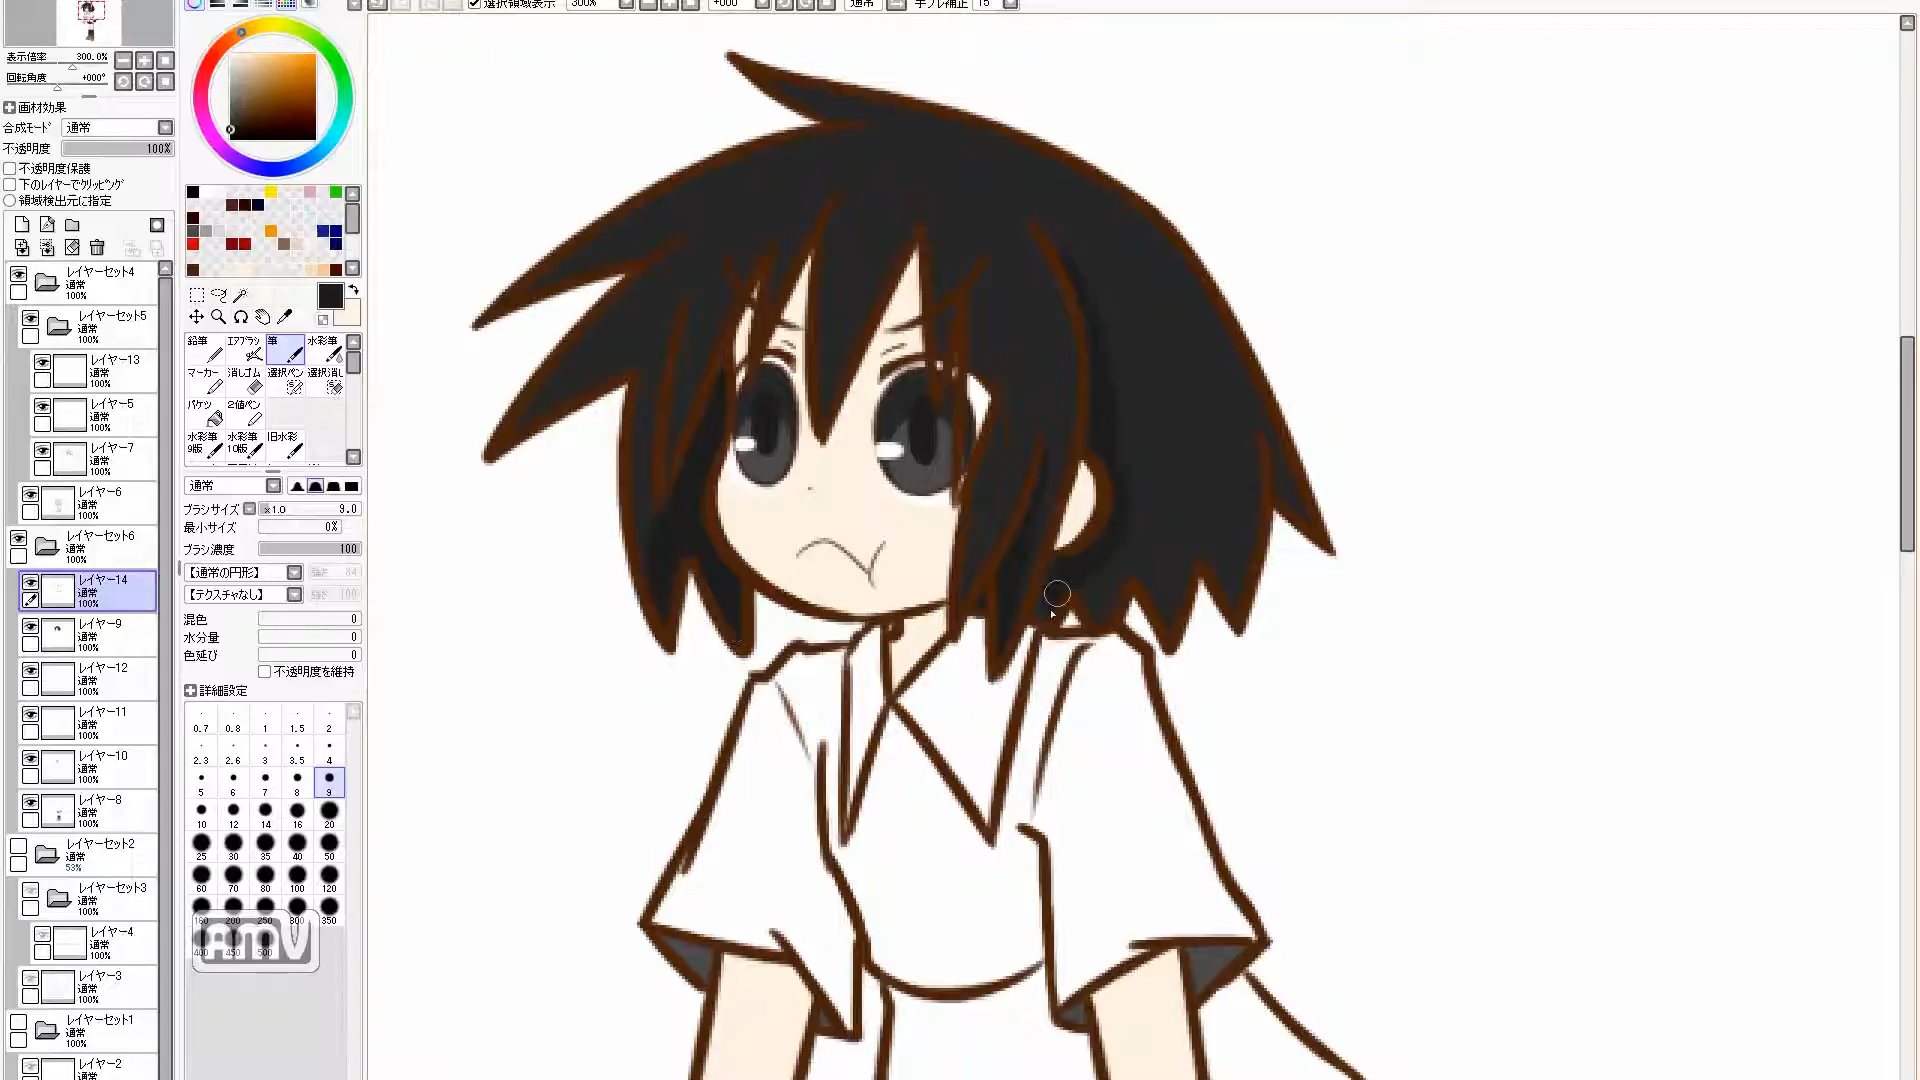 選択領域表示 300% +000° 通常 手ブレ補正 15
表示倍率 300.0%
回転角度 +000°
画材効果
合成モード 通常
不透明度 100%
不透明度保護
下のレイヤーでクリッピング
領域検出元に指定
レイヤーセット4
通常
100%
レイヤーセット5
通常
100%
レイヤー13
通常
100%
レイヤー5
通常
100%
レイヤー7
通常
100%
レイヤー6
通常
100%
レイヤーセット6
通常
100%
レイヤー14
通常
100%
レイヤー9
通常
100%
レイヤー12
通常
100%
レイヤー11
通常
100%
レイヤー10
通常
100%
レイヤー8
通常
100%
レイヤーセット2
通常
53%
レイヤーセット3
通常
100%
レイヤー4
通常
100%
レイヤー3
通常
100%
レイヤーセット1
通常
100%
レイヤー2
通常
鉛筆 エアブラシ 筆 水彩筆
マーカー 消しゴム 選択ペン 選択消し
バケツ 2値ペン
水彩筆 水彩筆 旧水彩
9版 10版
通常
ブラシサイズ x1.0 9.0
最小サイズ 0%
ブラシ濃度 100
【通常の円形】 強さ
【テクスチャなし】 強さ 100
混色 0
水分量 0
色延び 0
不透明度を維持
詳細設定
0.7 0.8 1 1.5 2
2.3 2.6 3 3.5 4
5 6 7 8 9
10 12 14 16 20
25 30 35 40 50
60 70 80 100 120
160 200 250 300 350
400 450 500
AMV